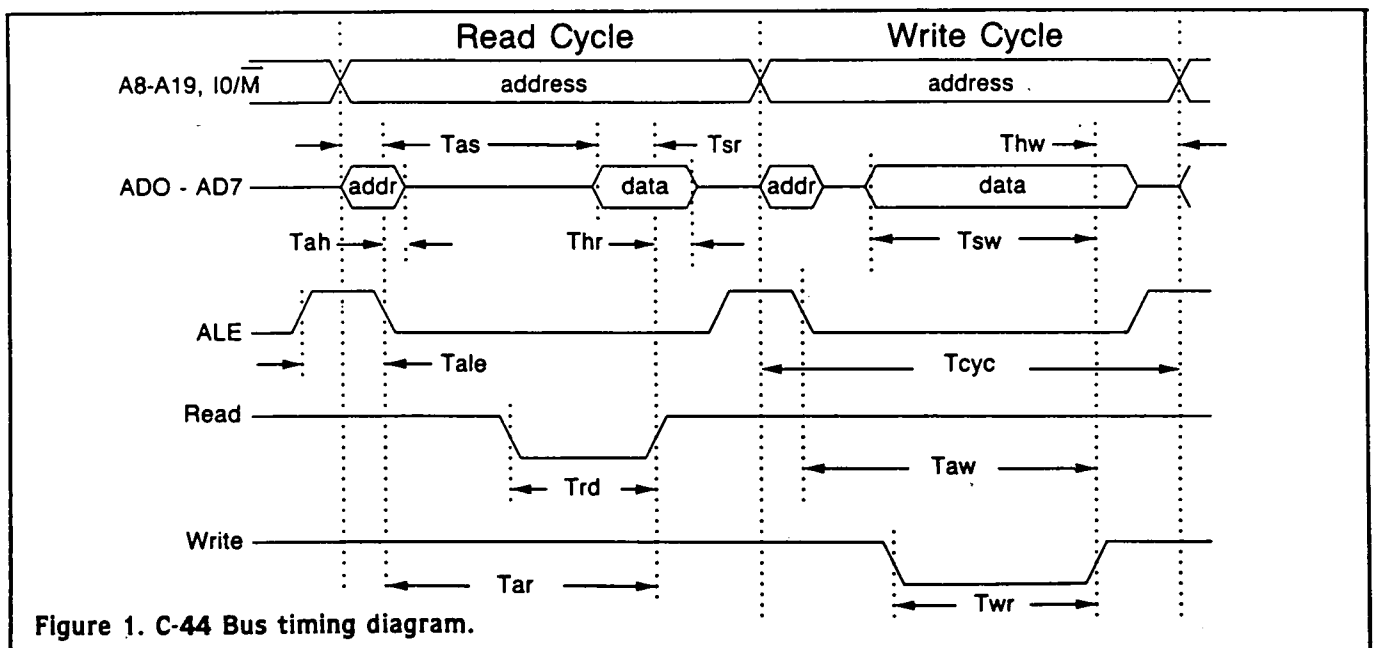 Read Cycle Write Cycle
A8-A19, I0/M̅ address address
Tas Tsr Thw
ADO - AD7 addr data addr data
Tah Thr Tsw
ALE
Tale Tcyc
Read
Taw
Trd
Write
Tar
Twr
Figure 1. C-44 Bus timing diagram.